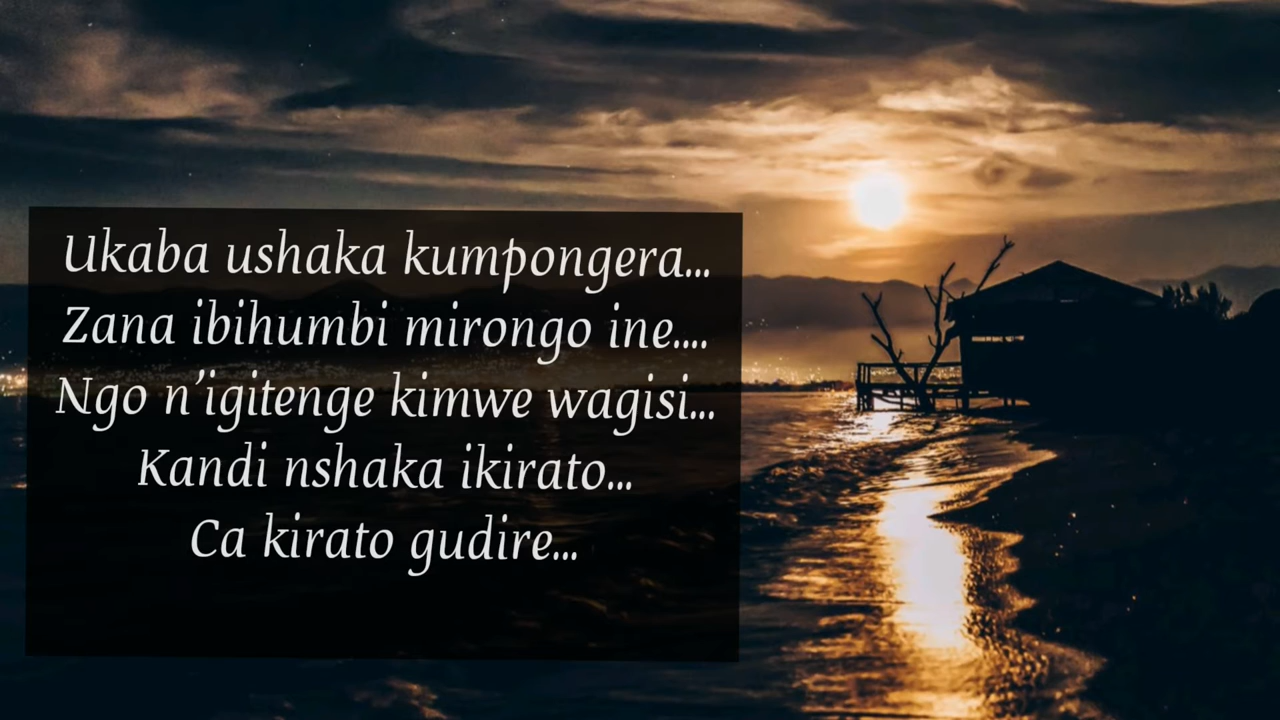 Ukaba ushaka kumpongera...
Zana ibihumbi mirongo ine....
Ngo n'igitenge kimwe wagisi...
Kandi nshaka ikirato...
Ca kirato gudire...